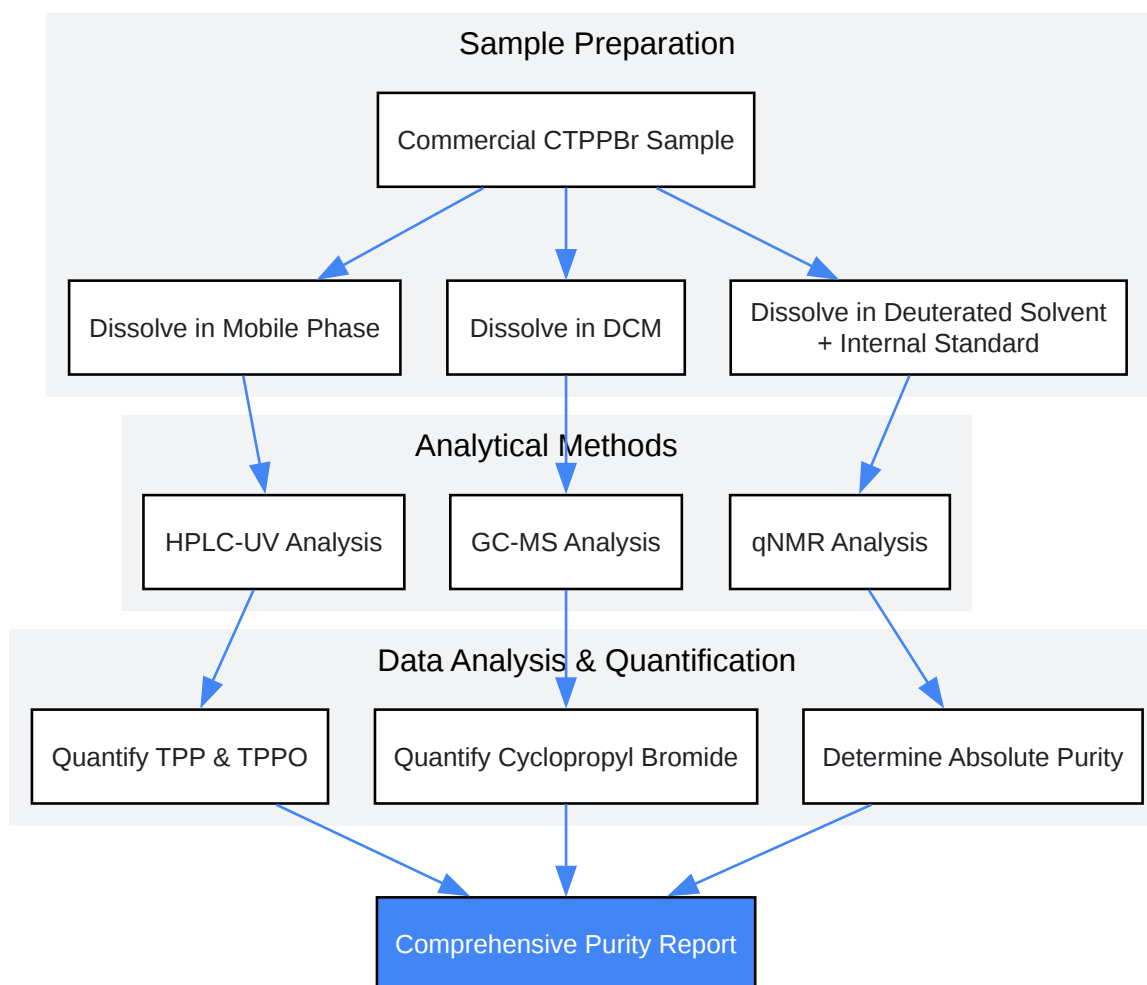 Sample Preparation
Commercial CTPPBr Sample
Dissolve in Mobile Phase
Dissolve in DCM
Dissolve in Deuterated Solvent
+ Internal Standard
Analytical Methods
HPLC-UV Analysis
GC-MS Analysis
qNMR Analysis
Data Analysis & Quantification
Quantify TPP & TPPO
Quantify Cyclopropyl Bromide
Determine Absolute Purity
Comprehensive Purity Report